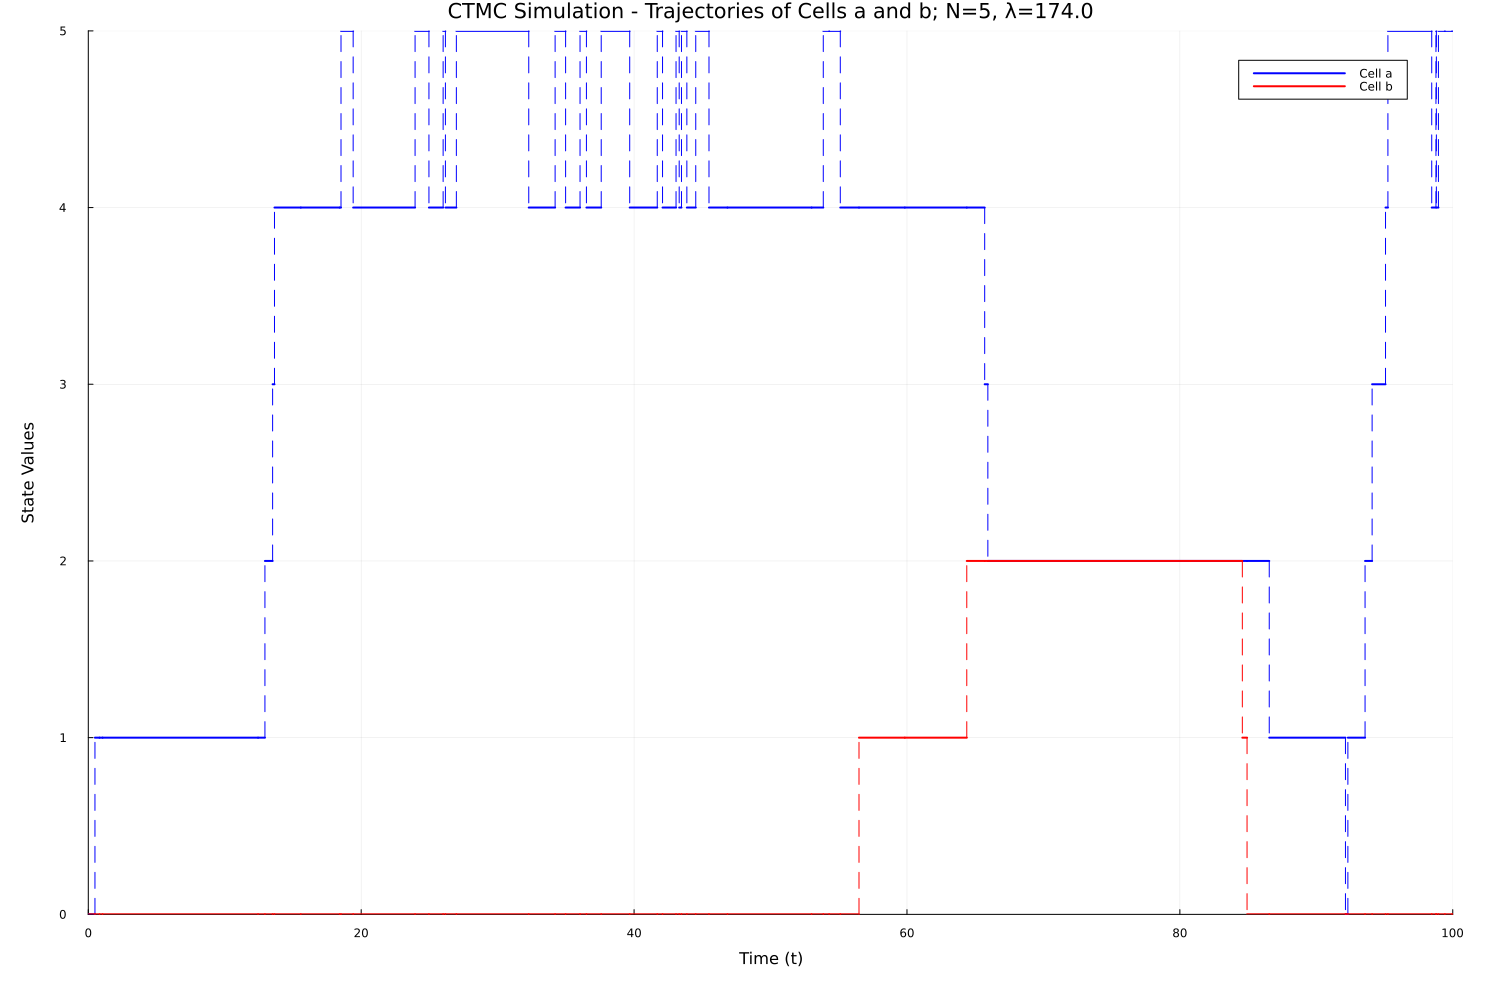 CTMC Simulation - Trajectories of Cells a and b; N=5, λ=174.0
Cell a
Cell b
State Values
5
4
3
2
1
0
0 20 40 60 80 100
Time (t)